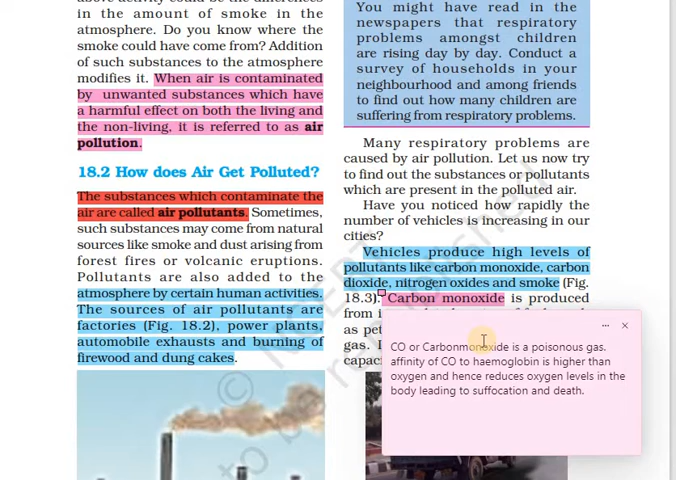 above activity could be the differences
in the amount of smoke in the
atmosphere. Do you know where the
smoke could have come from? Addition
of such substances to the atmosphere
modifies it. When air is contaminated
by unwanted substances which have
a harmful effect on both the living and
the non-living, it is referred to as air
pollution.
18.2 How does Air Get Polluted?
The substances which contaminate the
air are called air pollutants. Sometimes,
such substances may come from natural
sources like smoke and dust arising from
forest fires or volcanic eruptions.
Pollutants are also added to the
atmosphere by certain human activities.
The sources of air pollutants are
factories (Fig. 18.2), power plants,
automobile exhausts and burning of
firewood and dung cakes.
You might have read in the
newspapers that respiratory
problems amongst children
are rising day by day. Conduct a
survey of households in your
neighbourhood and among friends
to find out how many children are
suffering from respiratory problems.
Many respiratory problems are
caused by air pollution. Let us now try
to find out the substances or pollutants
which are present in the polluted air.
Have you noticed how rapidly the
number of vehicles is increasing in our
cities?
Vehicles produce high levels of
pollutants like carbon monoxide, carbon
dioxide, nitrogen oxides and smoke (Fig.
18.3). Carbon monoxide is produced
from
as
gas.
CO or Carbonmonoxide is a poisonous gas.
affinity of CO to haemoglobin is higher than
oxygen and hence reduces oxygen levels in the
body leading to suffocation and death.